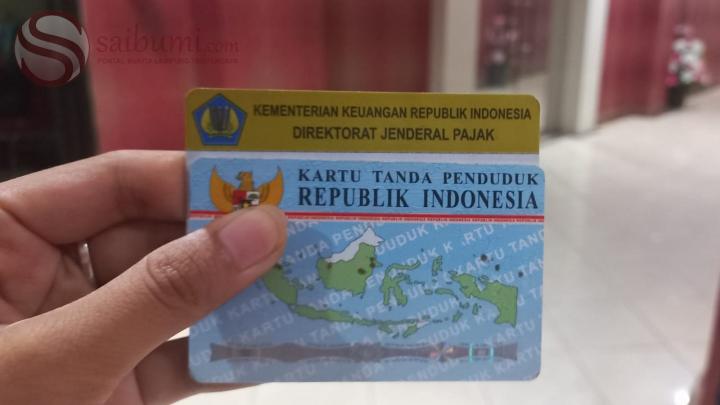 saibumi.com
KEMENTERIAN KEUANGAN REPUBLIK INDONESIA
DIREKTORAT JENDERAL PAJAK
KARTU TANDA PENDUDUK
REPUBLIK INDONESIA